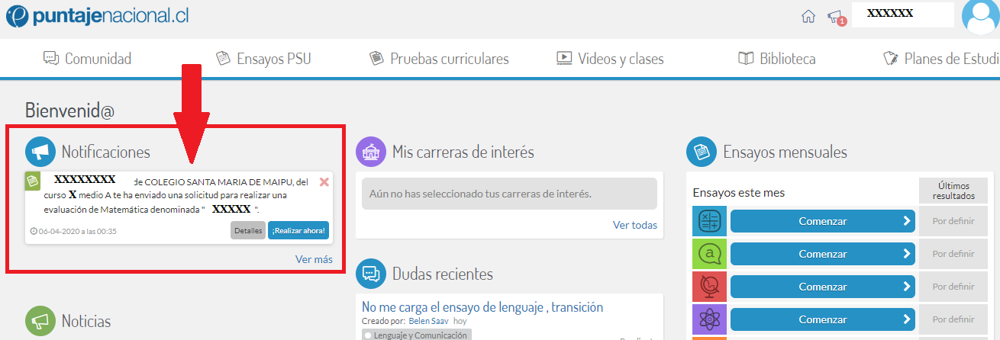 puntajenacional.cl
1
XXXXXX
Comunidad
Ensayos PSU
Pruebas curriculares
Videos y clases
Biblioteca
Planes de Estudi
Bienvenid@
Notificaciones
XXXXXXXX de COLEGIO SANTA MARIA DE MAIPU, del
curso X medio A te ha enviado una solicitud para realizar una
evaluación de Matemática denominada " XXXXX ".
06-04-2020 a las 00:35
Detalles
¡Realizar ahora!
Ver más
Noticias
Mis carreras de interés
Aún no has seleccionado tus carreras de interés.
Ver todas
Dudas recientes
No me carga el ensayo de lenguaje , transición
Creado por: Belen Saav hoy
Lenguaje y Comunicación
Ensayos mensuales
Ensayos este mes
Últimos
resultados
Comenzar
Por definir
Comenzar
Por definir
Comenzar
Por definir
Comenzar
Por definir